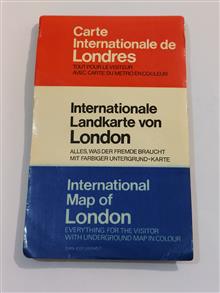 Carte
Internationale de
Londres
TOUT POUR LE VISITEUR
AVEC CARTE DU METRO EN COULEUR
Internationale
Landkarte von
London
ALLES, WAS DER FREMDE BRAUCHT
MIT FARBIGER UNTERGRUND-KARTE
International
Map of
London
EVERYTHING FOR THE VISITOR
WITH UNDERGROUND MAP IN COLOUR